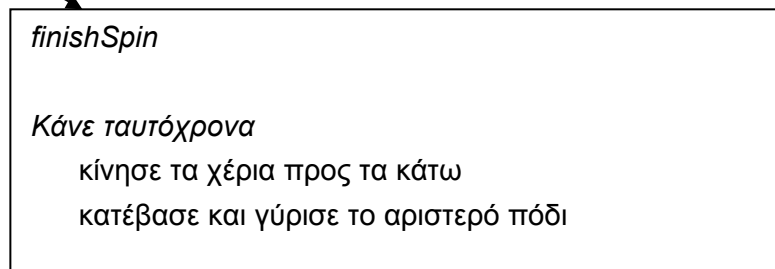 finishSpin
Κάνε ταυτόχρονα
κίνησε τα χέρια προς τα κάτω
κατέβασε και γύρισε το αριστερό πόδι